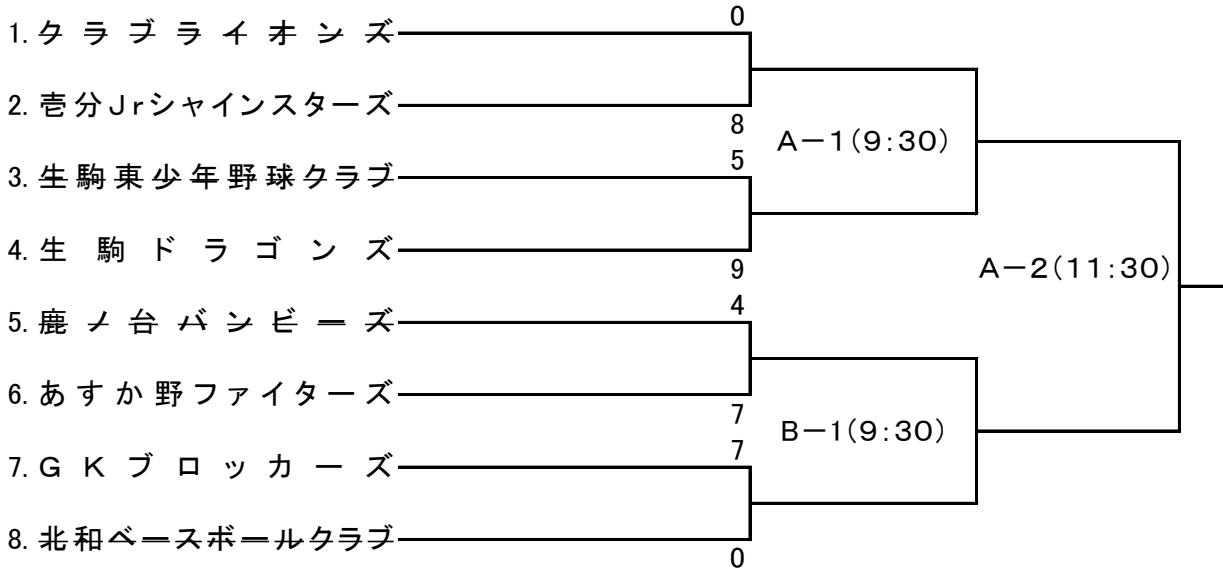 0
1. クラブライオンズ
2. 壱分Jrシャインスターズ
8
A－1(9:30)
5
3. 生駒東少年野球クラブ
4. 生駒ドラゴンズ
9
A－2(11:30)
4
5. 鹿ノ台バンビーズ
6. あすか野ファイターズ
7
B－1(9:30)
7
7. GKブロッカーズ
8. 北和ベースボールクラブ
0